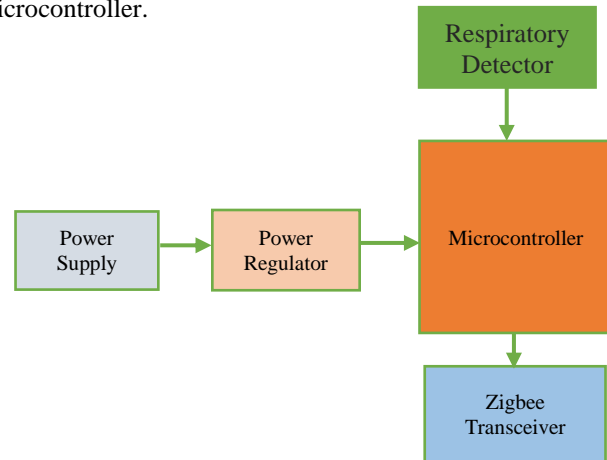 icrocontroller.
Respiratory
Detector
Power
Supply
Power
Regulator
Microcontroller
Zigbee
Transceiver